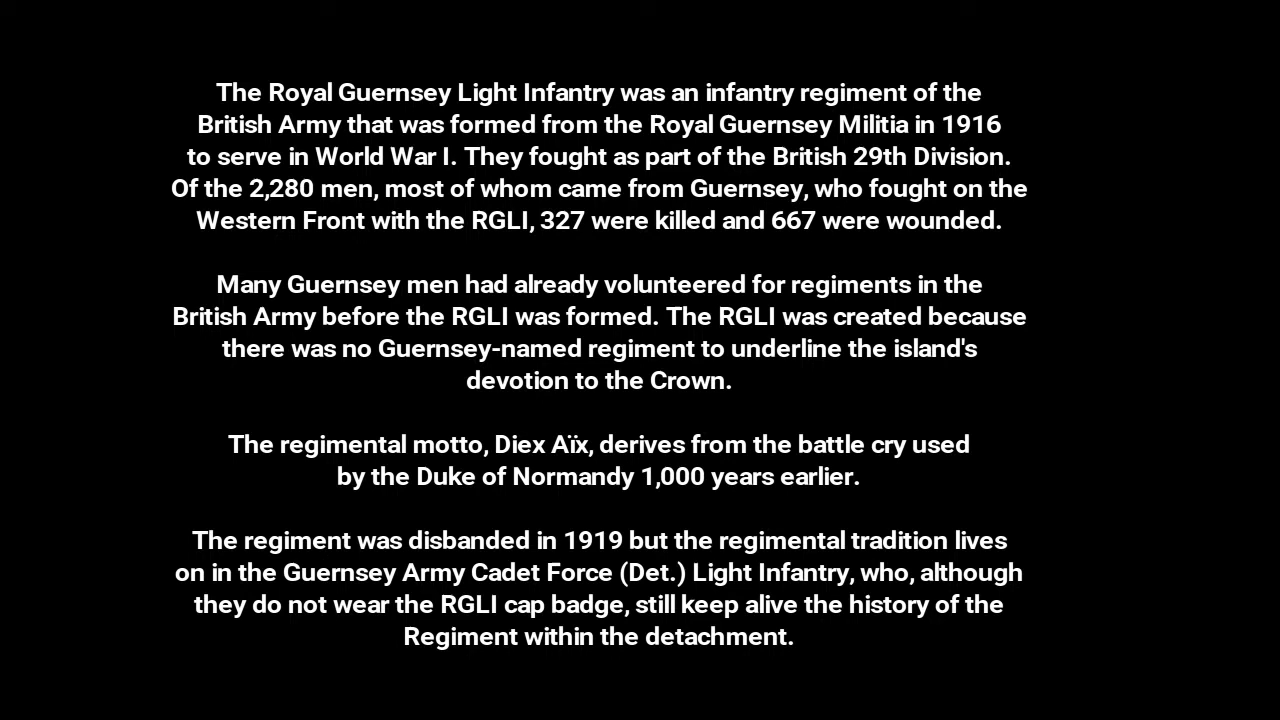 The Royal Guernsey Light Infantry was an infantry regiment of the
British Army that was formed from the Royal Guernsey Militia in 1916
to serve in World War I. They fought as part of the British 29th Division.
Of the 2,280 men, most of whom came from Guernsey, who fought on the
Western Front with the RGLI, 327 were killed and 667 were wounded.
Many Guernsey men had already volunteered for regiments in the
British Army before the RGLI was formed. The RGLI was created because
there was no Guernsey-named regiment to underline the island's
devotion to the Crown.
The regimental motto, Diex Aïx, derives from the battle cry used
by the Duke of Normandy 1,000 years earlier.
The regiment was disbanded in 1919 but the regimental tradition lives
on in the Guernsey Army Cadet Force (Det.) Light Infantry, who, although
they do not wear the RGLI cap badge, still keep alive the history of the
Regiment within the detachment.